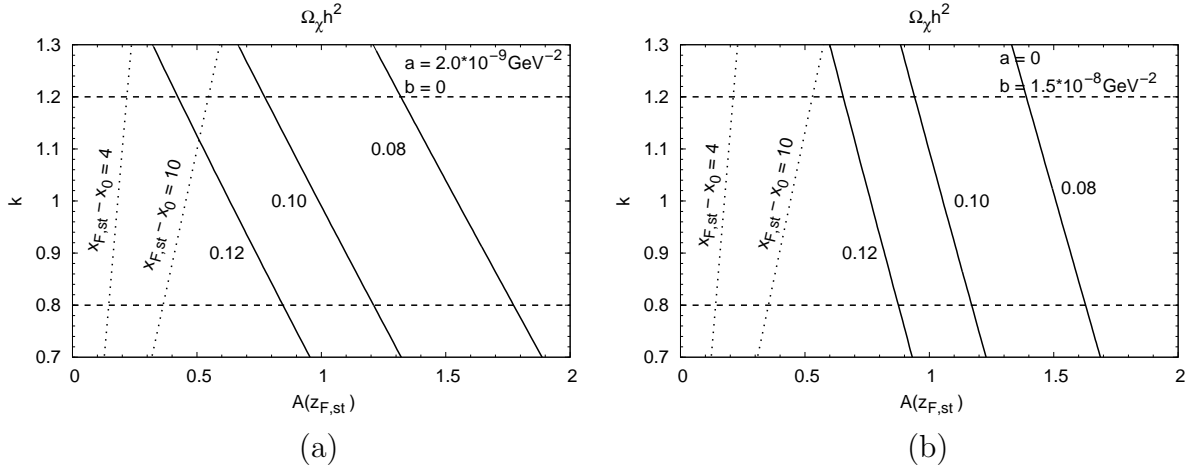 Ωχh²
1.3
1.2
1.1
1
0.9
0.8
0.7
k
a = 2.0*10⁻⁹GeV⁻²
b = 0
x_F,st − x₀ = 4
x_F,st − x₀ = 10
0.08
0.10
0.12
0
0.5
1
1.5
2
A(z_F,st)
(a)
Ωχh²
1.3
1.2
1.1
1
0.9
0.8
0.7
k
a = 0
b = 1.5*10⁻⁸GeV⁻²
x_F,st − x₀ = 4
x_F,st − x₀ = 10
0.08
0.10
0.12
0
0.5
1
1.5
2
A(z_F,st)
(b)